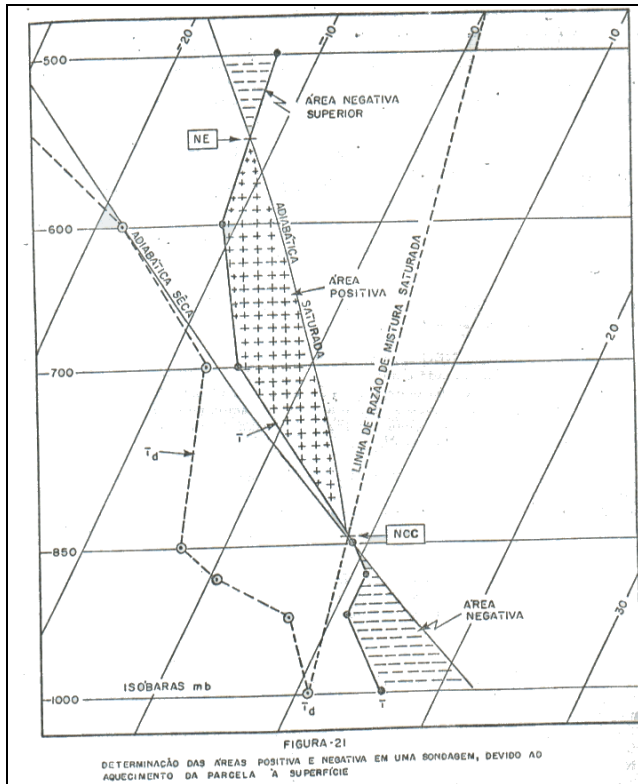 -20
-10
0
-10
-500
ÁREA NEGATIVA
SUPERIOR
NE
-600
ADIABÁTICA SÊCA
ADIABÁTICA
SATURADA
ÁREA
POSITIVA
LINHA DE RAZÃO DE MISTURA SATURADA
20
-700
T
Td
-850
NCC
ÁREA
NEGATIVA
30
ISÓBARAS mb
-1000
Td
T
FIGURA-21
DETERMINAÇÃO DAS ÁREAS POSITIVA E NEGATIVA EM UMA SONDAGEM, DEVIDO AO
AQUECIMENTO DA PARCELA À SUPERFÍCIE